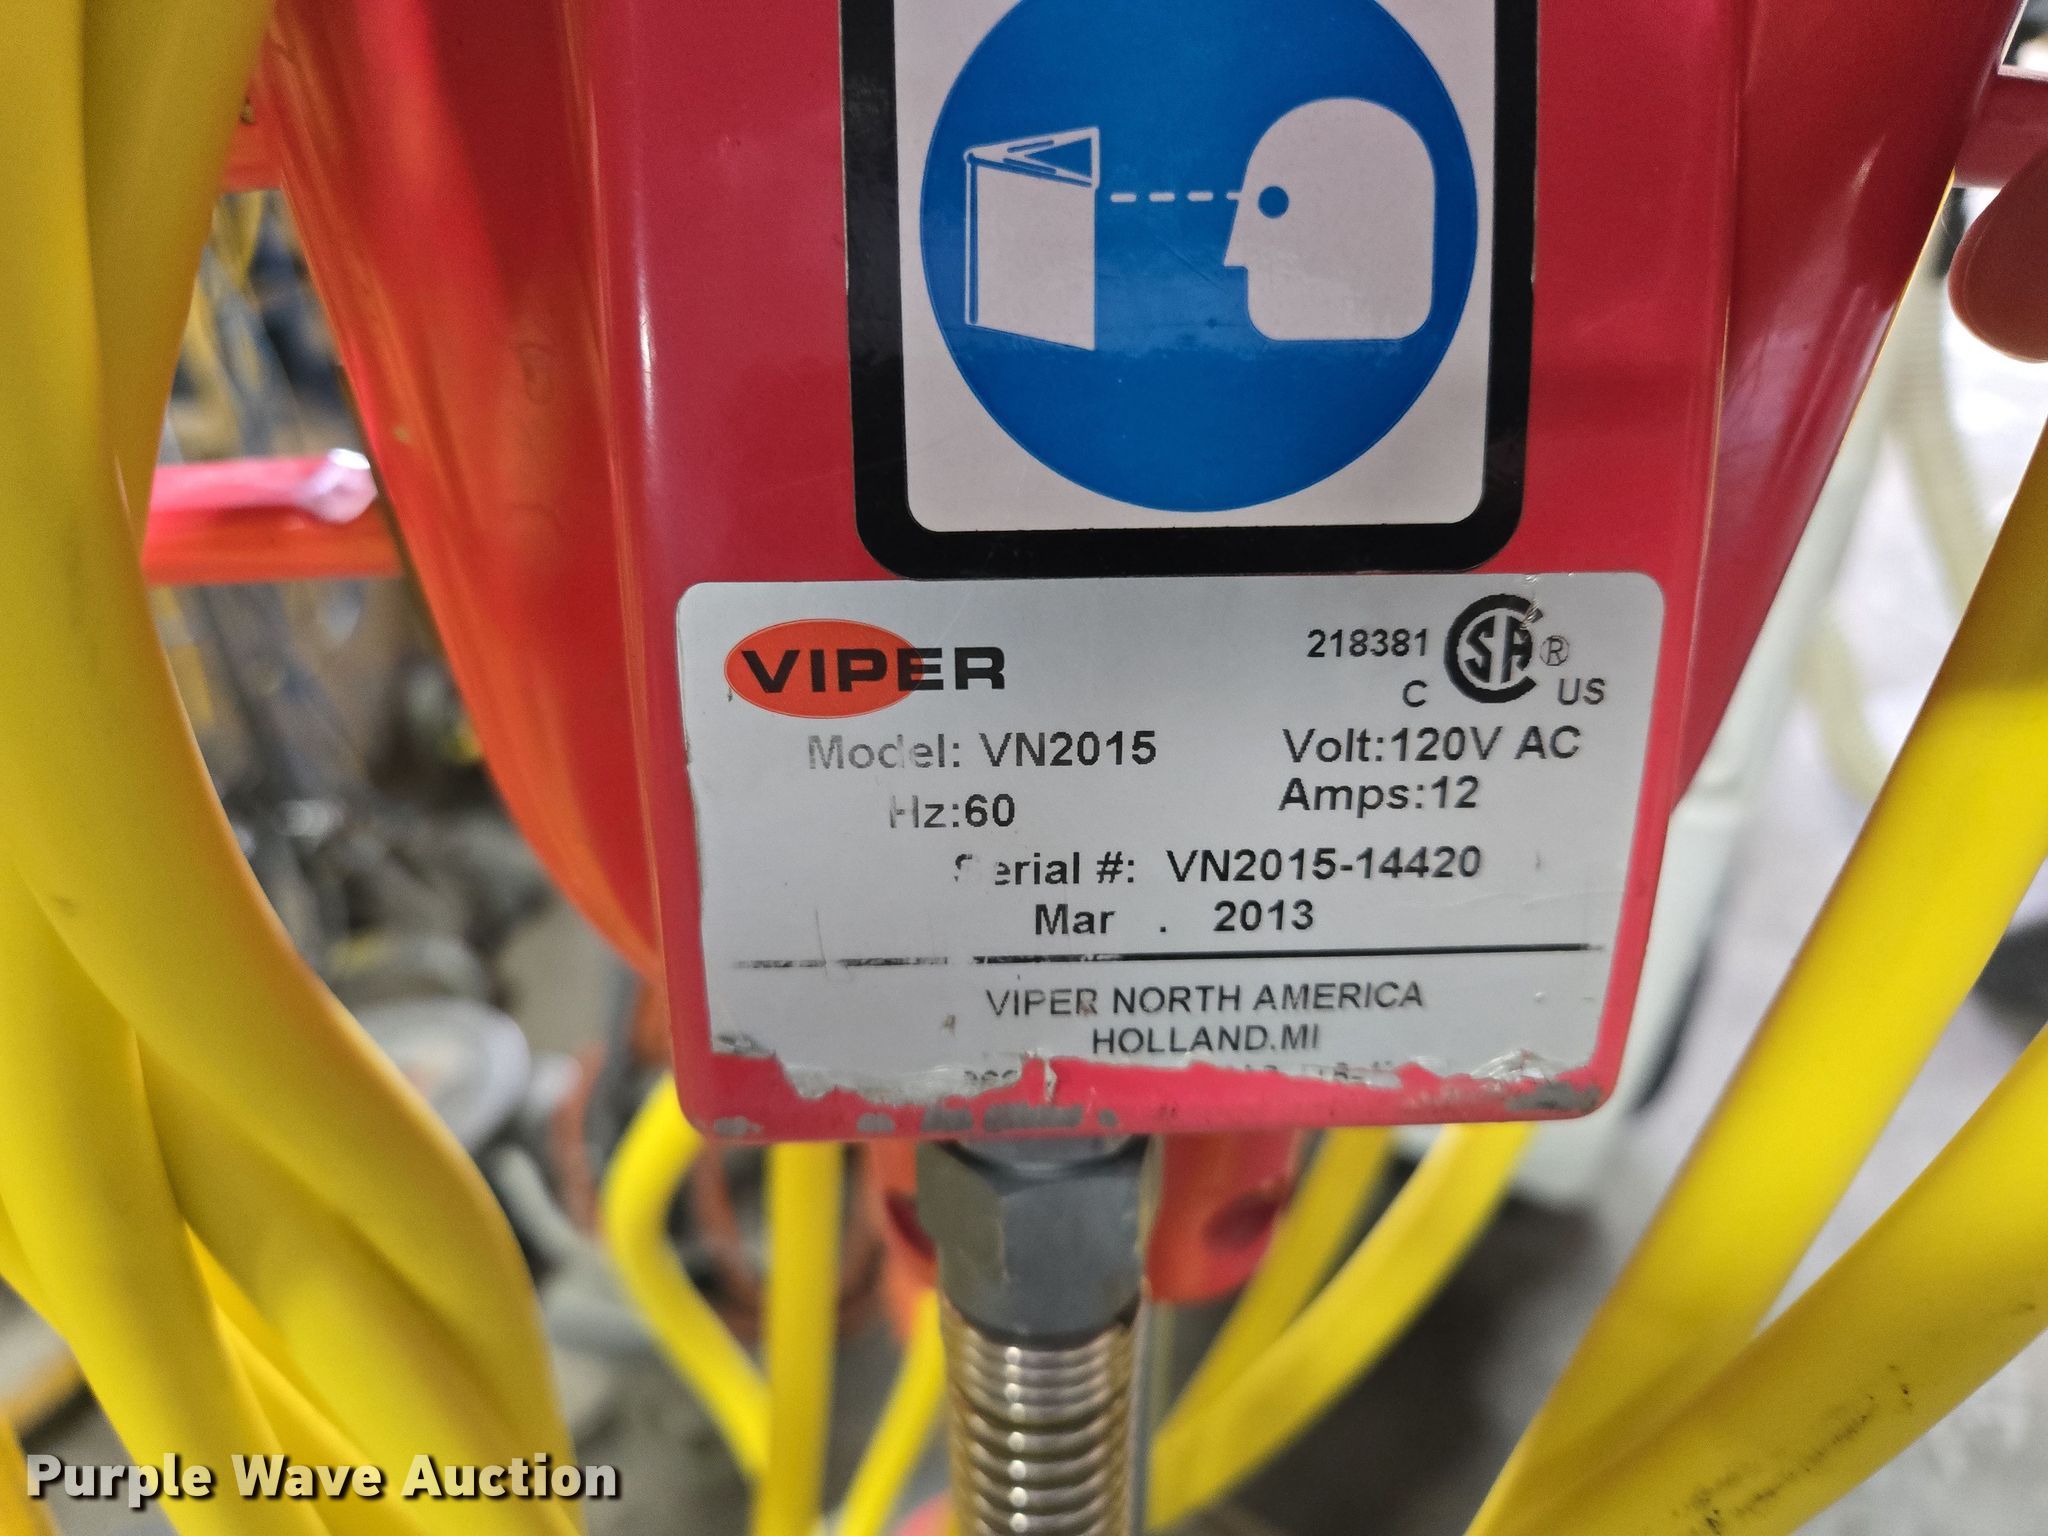 VIPER
218381
C SA ® US
Model: VN2015
Volt:120V AC
Hz:60
Amps:12
Serial #: VN2015-14420
Mar . 2013
VIPER NORTH AMERICA
HOLLAND.MI
Purple Wave Auction